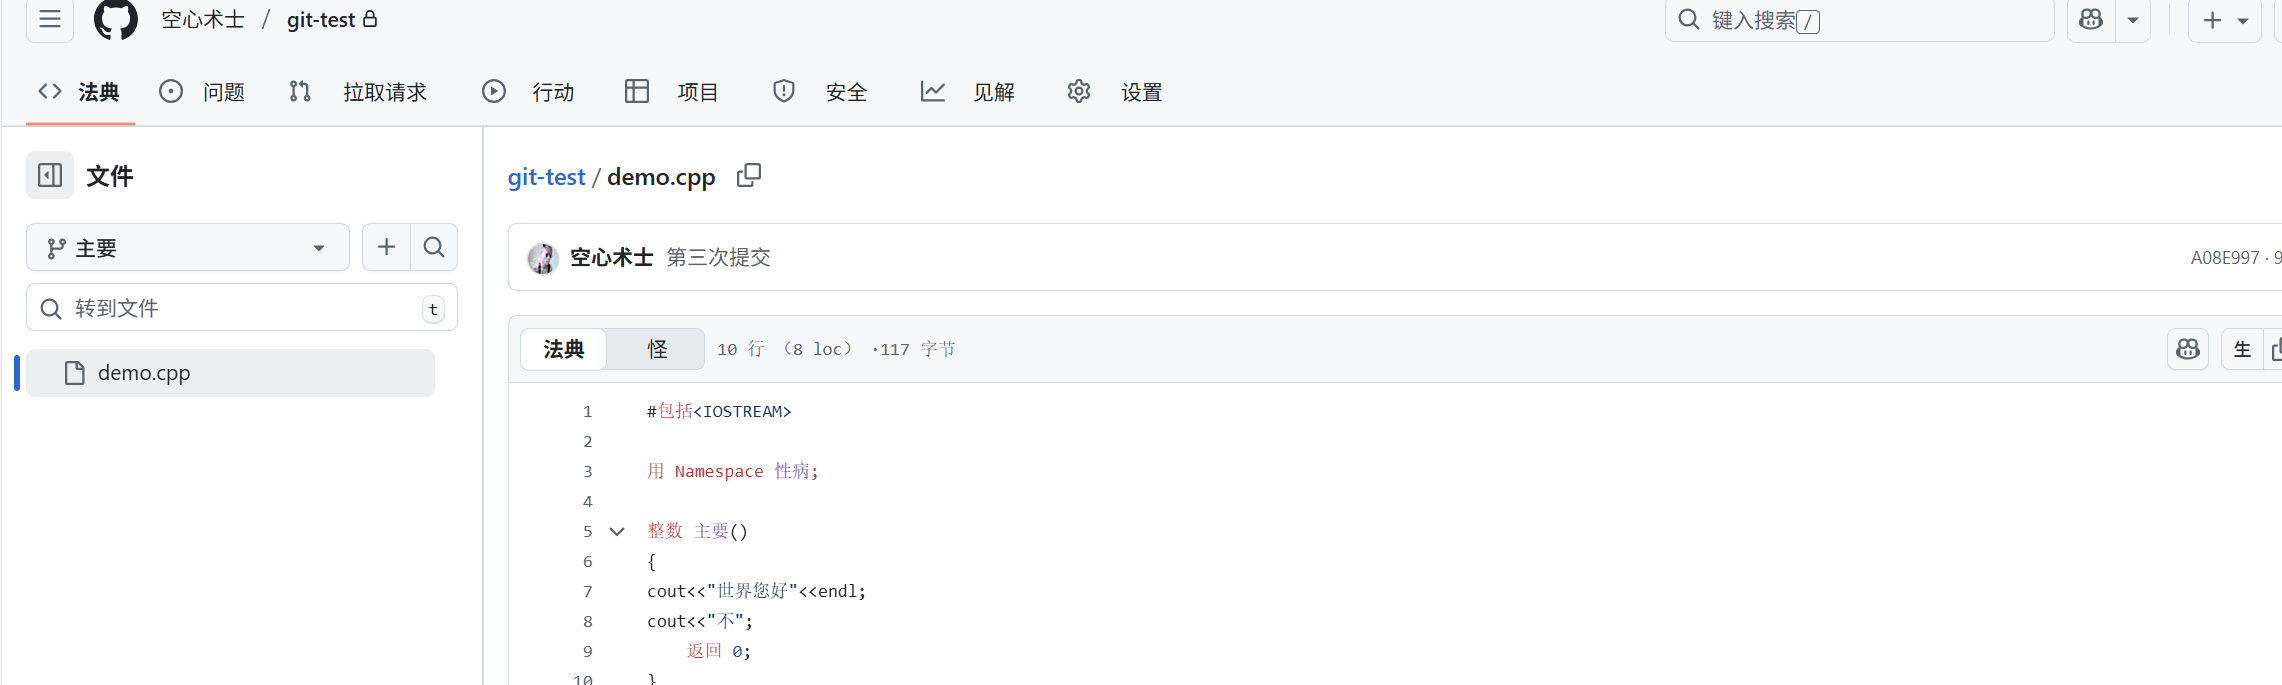 空心术士 / git-test
键入搜索 /
法典 问题 拉取请求 行动 项目 安全 见解 设置
文件
主要
转到文件 t
demo.cpp
git-test / demo.cpp
空心术士 第三次提交
A08E997 · 9
法典 怪 10 行 （8 loc） ·117 字节
生
1 #包括<IOSTREAM>
2
3 用 Namespace 性病;
4
5 整数 主要()
6 {
7 cout<<"世界您好"<<endl;
8 cout<<"不";
9 返回 0;
10 }